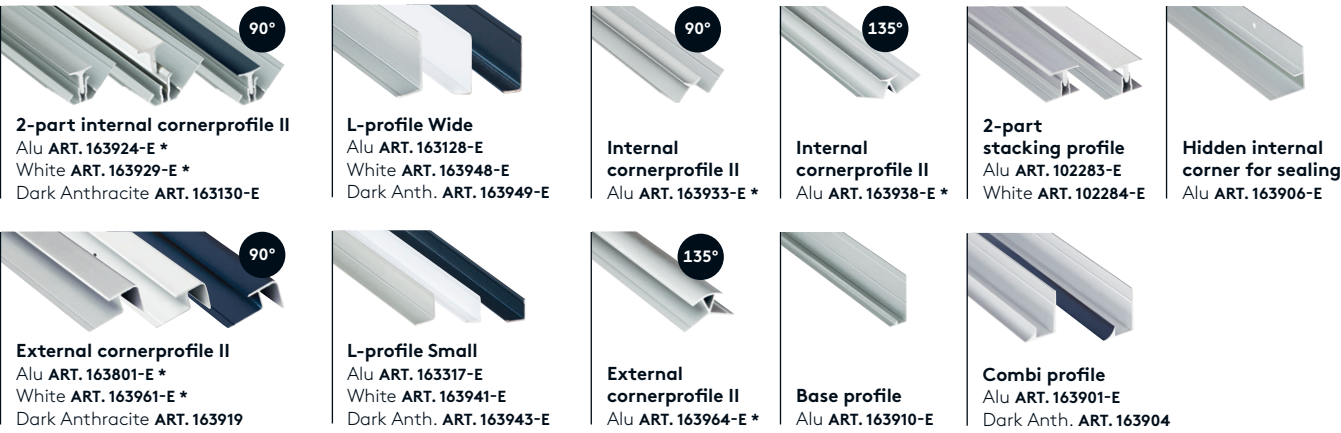 90°
2-part internal cornerprofile II
Alu ART. 163924-E *
White ART. 163929-E *
Dark Anthracite ART. 163130-E
L-profile Wide
Alu ART. 163128-E
White ART. 163948-E
Dark Anth. ART. 163949-E
90°
Internal
cornerprofile II
Alu ART. 163933-E *
135°
Internal
cornerprofile II
Alu ART. 163938-E *
2-part
stacking profile
Alu ART. 102283-E
White ART. 102284-E
Hidden internal
corner for sealing
Alu ART. 163906-E
90°
External cornerprofile II
Alu ART. 163801-E *
White ART. 163961-E *
Dark Anthracite ART. 163919
L-profile Small
Alu ART. 163317-E
White ART. 163941-E
Dark Anth. ART. 163943-E
135°
External
cornerprofile II
Alu ART. 163964-E *
Base profile
Alu ART. 163910-E
Combi profile
Alu ART. 163901-E
Dark Anth. ART. 163904